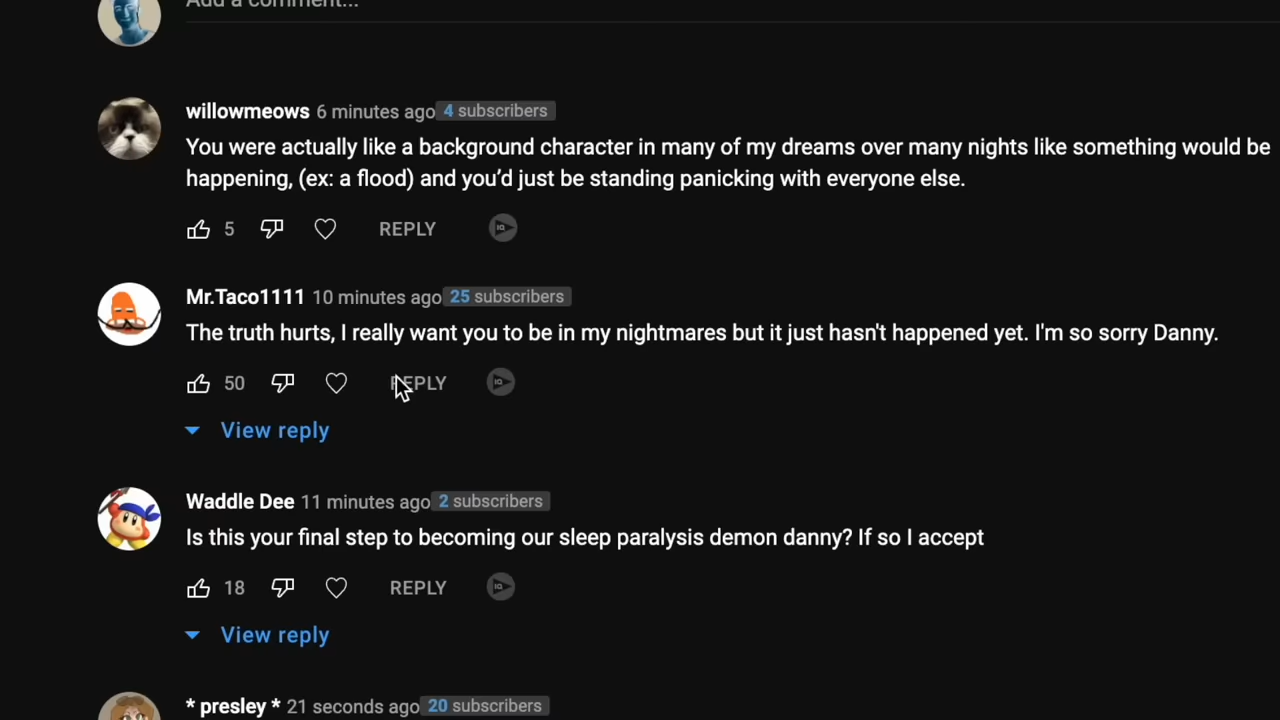 Add a comment...
willowmeows 6 minutes ago 4 subscribers
You were actually like a background character in many of my dreams over many nights like something would be
happening, (ex: a flood) and you’d just be standing panicking with everyone else.
5 REPLY IQ
Mr.Taco1111 10 minutes ago 25 subscribers
The truth hurts, I really want you to be in my nightmares but it just hasn't happened yet. I'm so sorry Danny.
50 REPLY IQ
View reply
Waddle Dee 11 minutes ago 2 subscribers
Is this your final step to becoming our sleep paralysis demon danny? If so I accept
18 REPLY IQ
View reply
* presley * 21 seconds ago 20 subscribers